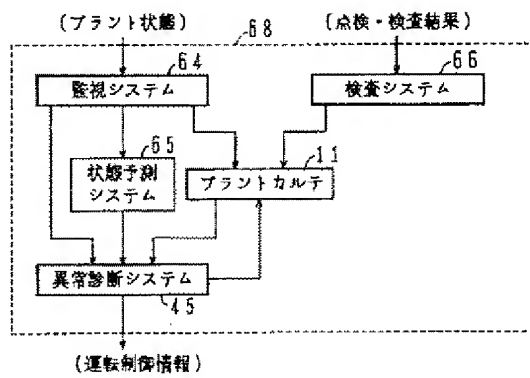 (プラント状態)
68
(点検・検査結果)
64
66
監視システム
検査システム
65
11
状態予測
システム
プラントカルテ
異常診断システム
45
(運転制御情報)